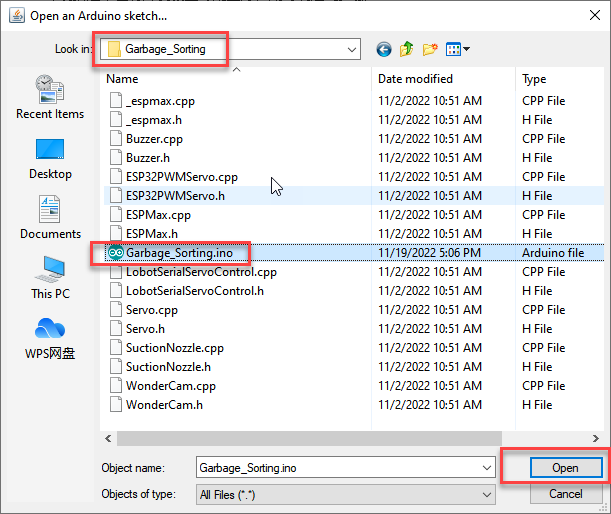 Open an Arduino sketch...
Look in: Garbage_Sorting
Recent Items
Desktop
Documents
This PC
WPS网盘
Name Date modified Type
_espmax.cpp 11/2/2022 10:51 AM CPP File
_espmax.h 11/2/2022 10:51 AM H File
Buzzer.cpp 11/2/2022 10:51 AM CPP File
Buzzer.h 11/2/2022 10:51 AM H File
ESP32PWMServo.cpp 11/2/2022 10:51 AM CPP File
ESP32PWMServo.h 11/2/2022 10:51 AM H File
ESPMax.cpp 11/2/2022 10:51 AM CPP File
ESPMax.h 11/2/2022 10:51 AM H File
Garbage_Sorting.ino 11/19/2022 5:06 PM Arduino file
LobotSerialServoControl.cpp 11/2/2022 10:51 AM CPP File
LobotSerialServoControl.h 11/2/2022 10:51 AM H File
Servo.cpp 11/2/2022 10:51 AM CPP File
Servo.h 11/2/2022 10:51 AM H File
SuctionNozzle.cpp 11/2/2022 10:51 AM CPP File
SuctionNozzle.h 11/2/2022 10:51 AM H File
WonderCam.cpp 11/2/2022 10:51 AM CPP File
WonderCam.h 11/2/2022 10:51 AM H File
Object name: Garbage_Sorting.ino Open
Objects of type: All Files (*.*) Cancel